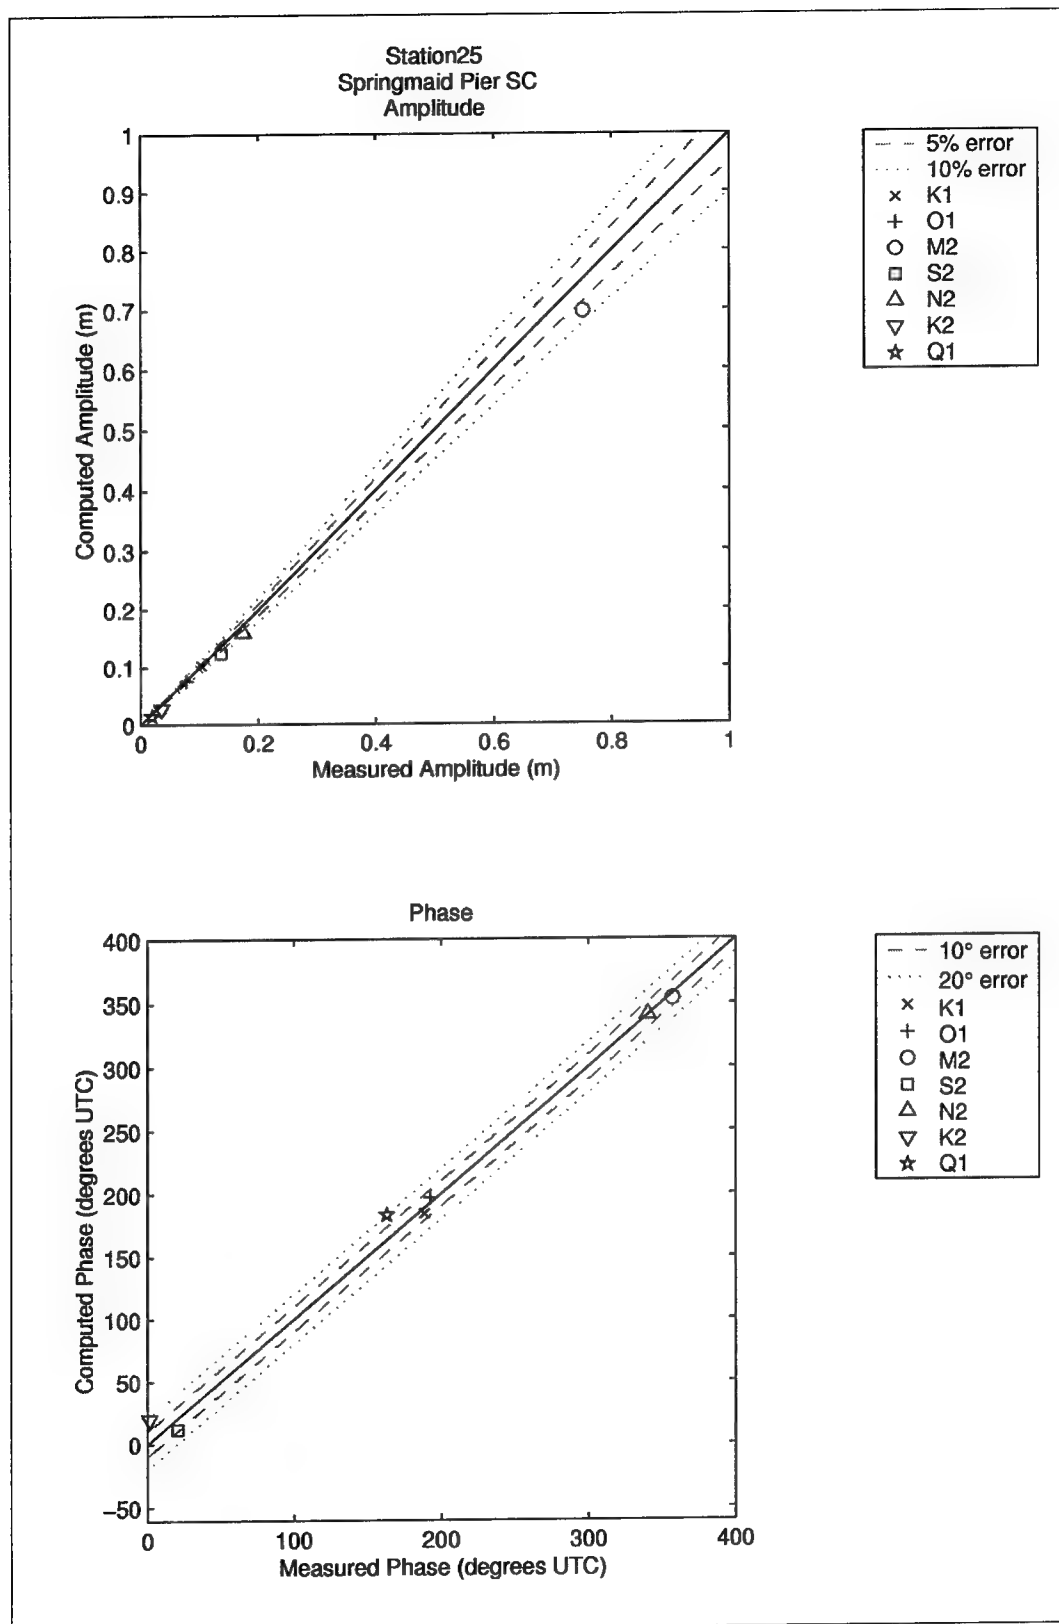 Station25
Springmaid Pier SC
Amplitude
1
0.9
0.8
0.7
0.6
0.5
0.4
0.3
0.2
0.1
0
Computed Amplitude (m)
0 0.2 0.4 0.6 0.8 1
Measured Amplitude (m)
5% error
10% error
K1
O1
M2
S2
N2
K2
Q1
Phase
400
350
300
250
200
150
100
50
0
−50
Computed Phase (degrees UTC)
0 100 200 300 400
Measured Phase (degrees UTC)
10° error
20° error
K1
O1
M2
S2
N2
K2
Q1